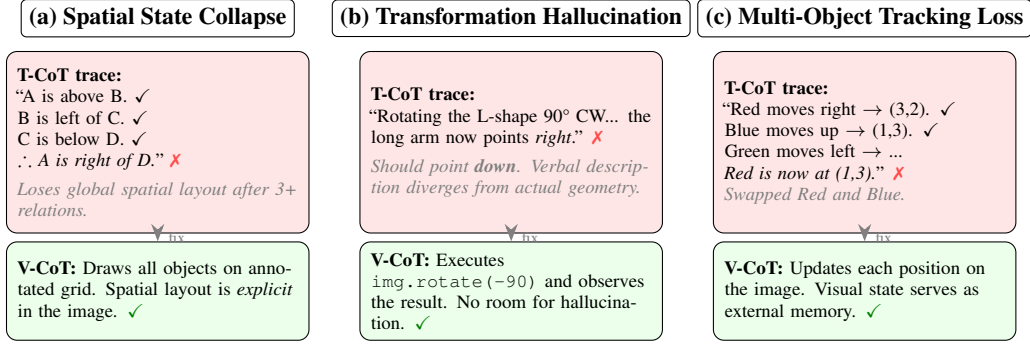 (a) Spatial State Collapse
T-CoT trace:
“A is above B. ✓
B is left of C. ✓
C is below D. ✓
∴ A is right of D.” ✗
Loses global spatial layout after 3+
relations.
fix
V-CoT: Draws all objects on anno-
tated grid. Spatial layout is explicit
in the image. ✓
(b) Transformation Hallucination
T-CoT trace:
“Rotating the L-shape 90° CW... the
long arm now points right.” ✗
Should point down. Verbal descrip-
tion diverges from actual geometry.
fix
V-CoT: Executes
img.rotate(-90) and observes
the result. No room for hallucina-
tion. ✓
(c) Multi-Object Tracking Loss
T-CoT trace:
“Red moves right → (3,2). ✓
Blue moves up → (1,3). ✓
Green moves left → ...
Red is now at (1,3).” ✗
Swapped Red and Blue.
fix
V-CoT: Updates each position on
the image. Visual state serves as
external memory. ✓